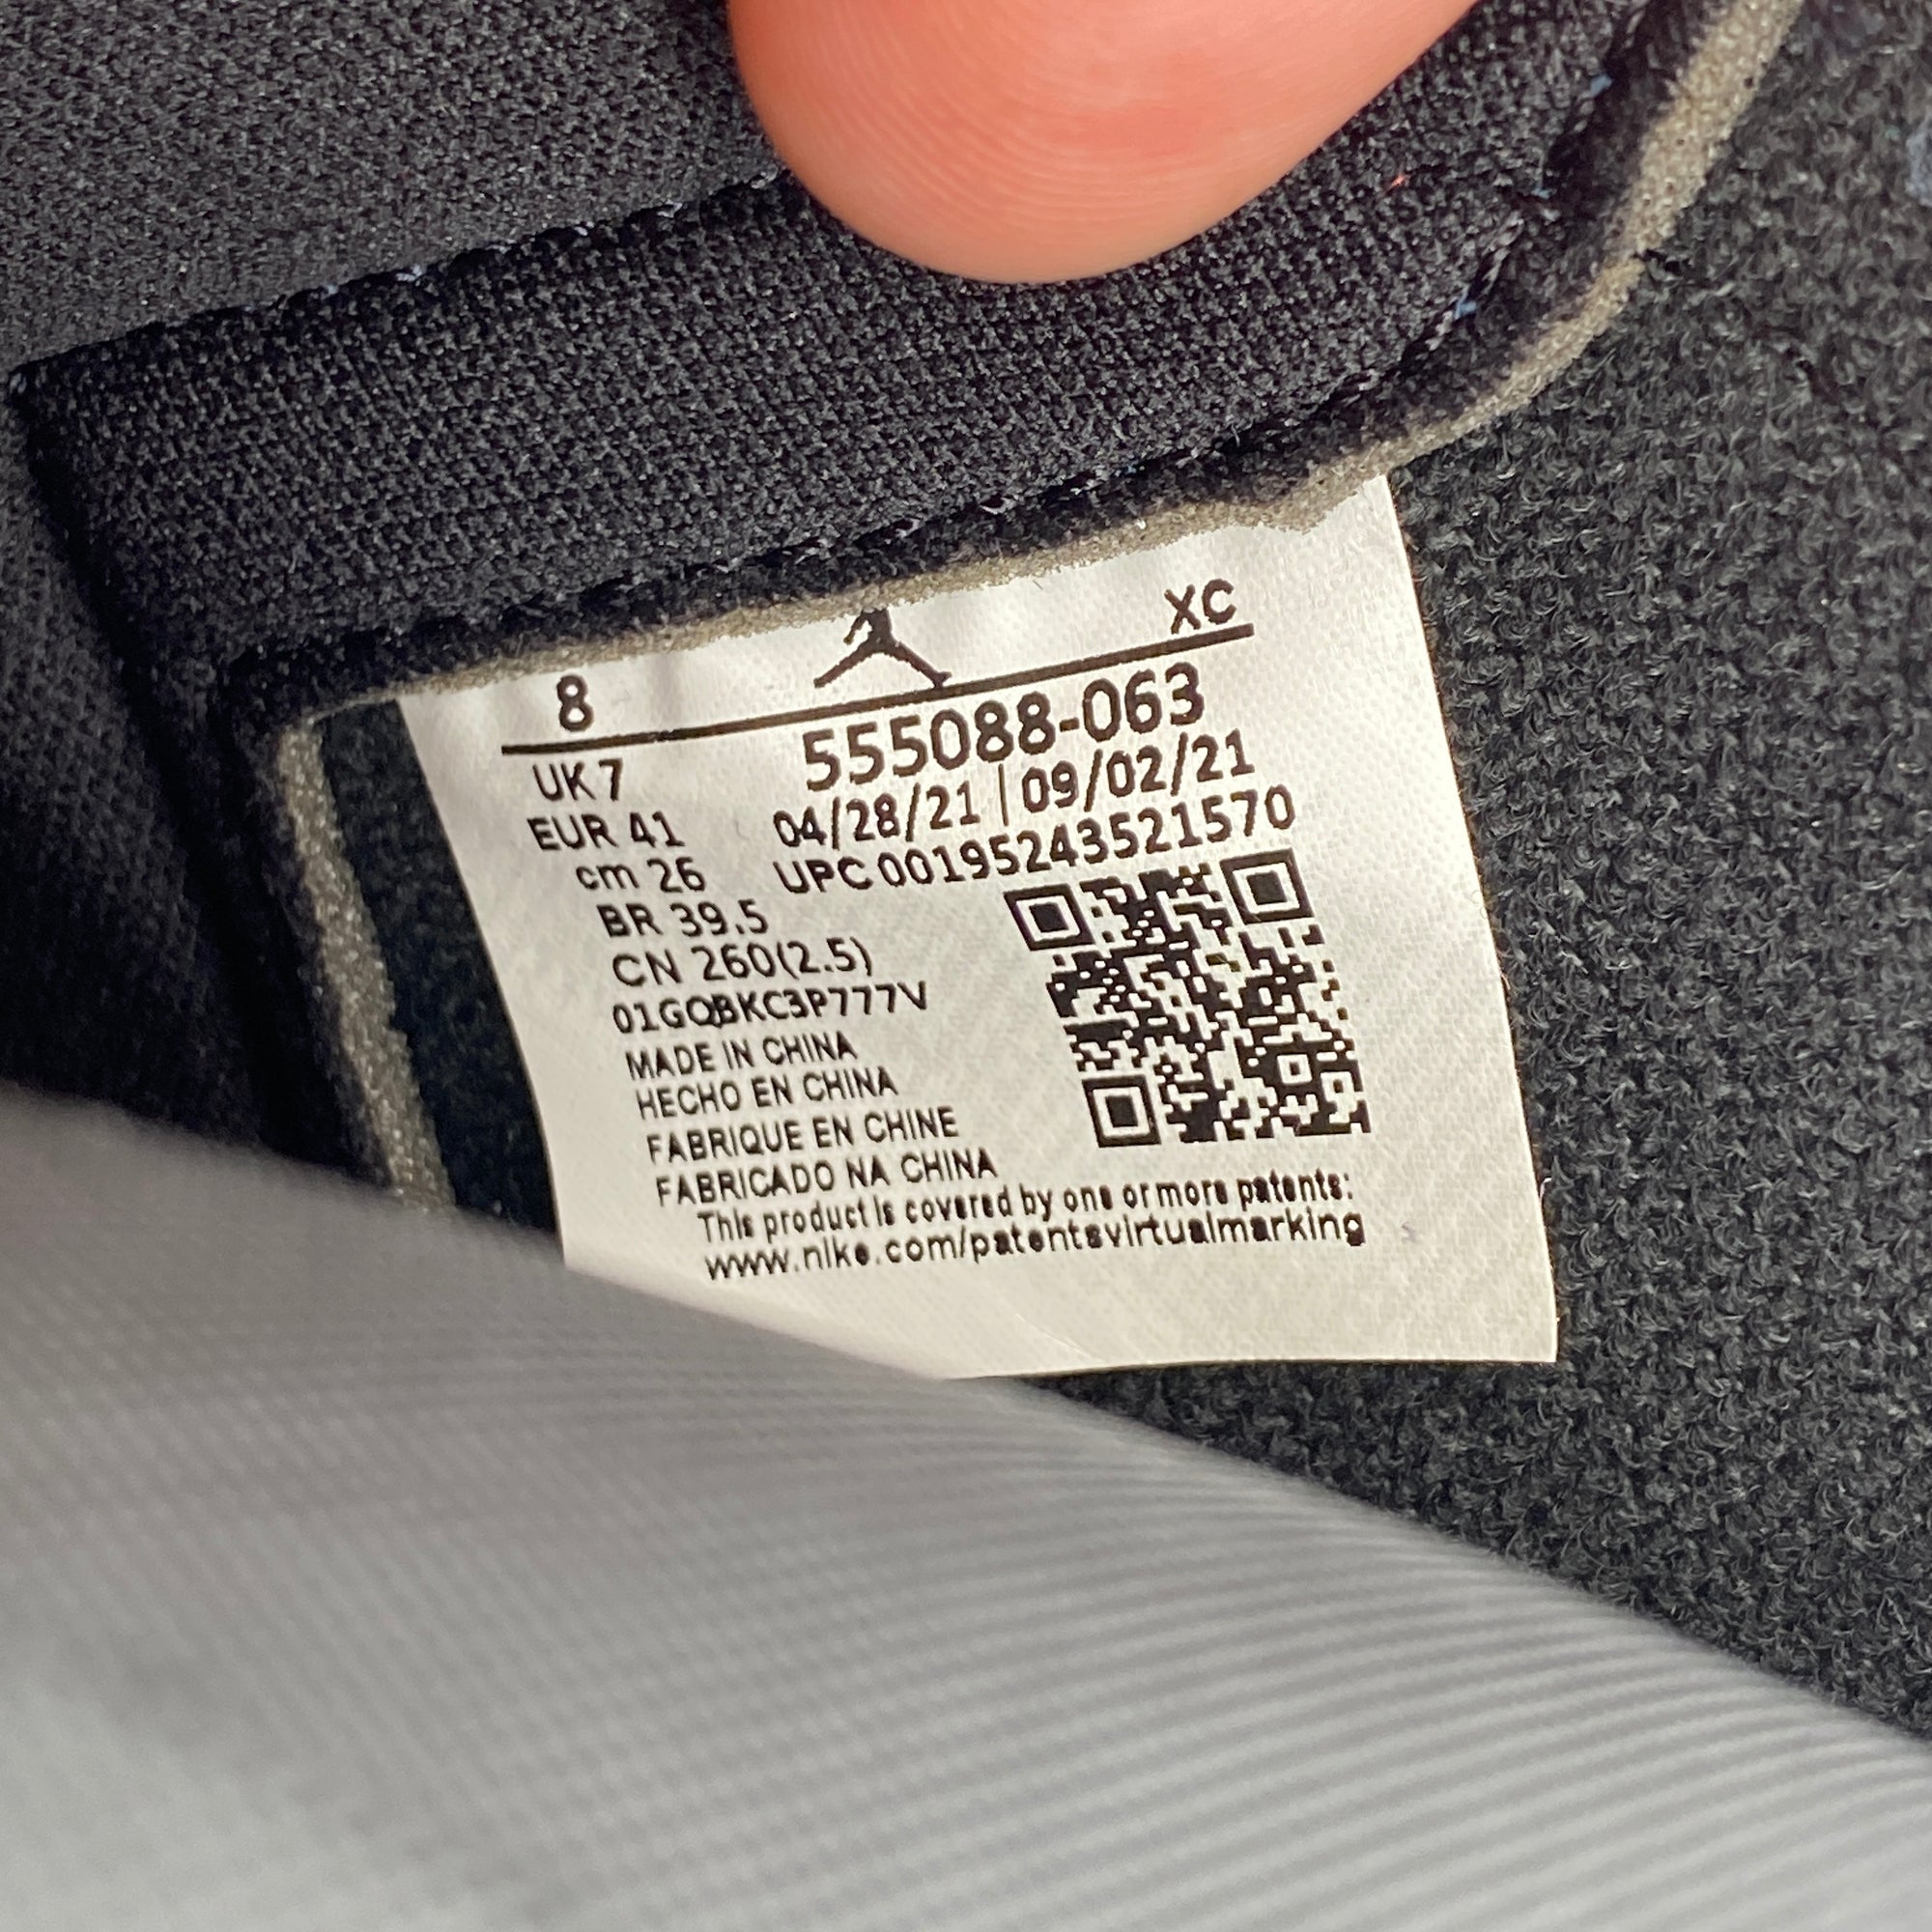 8 XC
UK 7 555088-063
EUR 41 04/28/21 | 09/02/21
cm 26 UPC 00195243521570
BR 39.5
CN 260(2.5)
01GQBKC3P777V
MADE IN CHINA
HECHO EN CHINA
FABRIQUE EN CHINE
FABRICADO NA CHINA
This product is covered by one or more patents:
www.nike.com/patentsvirtualmarking